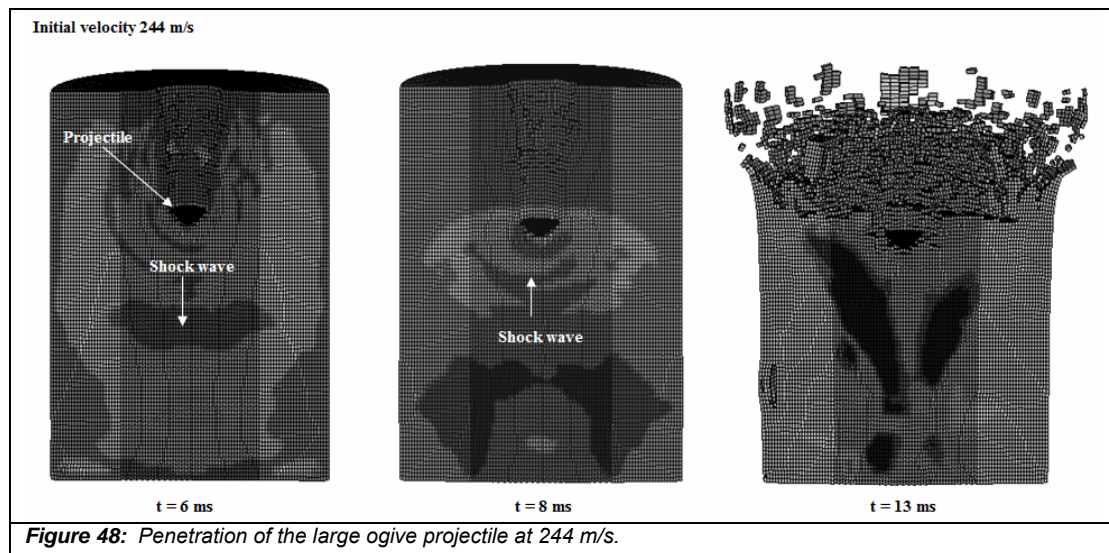 Initial velocity 244 m/s
Projectile
Shock wave
Shock wave
t = 6 ms
t = 8 ms
t = 13 ms
Figure 48: Penetration of the large ogive projectile at 244 m/s.